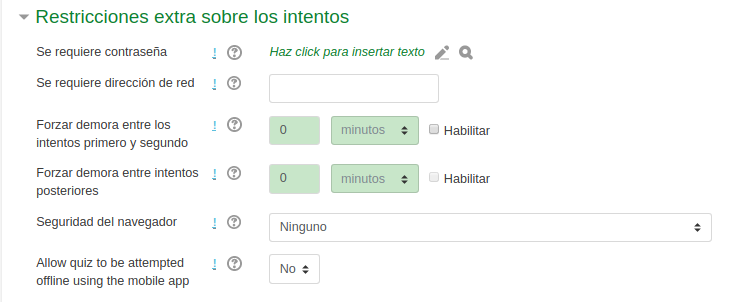 Restricciones extra sobre los intentos
Se requiere contraseña ! ? Haz click para insertar texto
Se requiere dirección de red ! ?
Forzar demora entre los ! ? 0 minutos Habilitar
intentos primero y segundo
Forzar demora entre intentos ! ? 0 minutos Habilitar
posteriores
Seguridad del navegador ! ? Ninguno
Allow quiz to be attempted ! ? No
offline using the mobile app